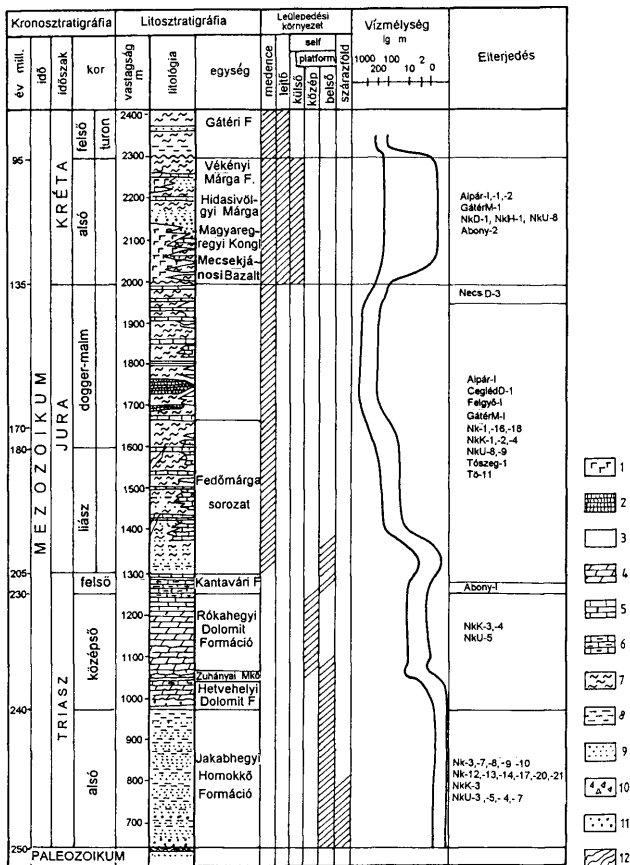 Kronosztratigráfia
Litosztratigráfia
Leülepedési
környezet
Vízmélység
Elterjedés
év mill.
idő
időszak
kor
vastagság
m
litológia
egység
medence
lejtő
self
külső
platform
közép
belső
szárazföld
lg m
1000 100 2 0
200 10
MEZOZOIKUM
KRÉTA
felső
turon
alsó
JURA
dogger-malm
liász
TRIASZ
felső
középső
alsó
PALEOZOIKUM
95
135
170
180
205
230
240
250
2400
2300
2200
2100
2000
1900
1800
1700
1600
1500
1400
1300
1200
1100
1000
900
800
700
Gátéri F
Vékényi
Márga F.
Hidasivöl-
gyi Márga
Magyareg-
regyi Kongl
Mecsekjá-
nosi Bazalt
Fedőmárga
sorozat
Kantavári F
Rókahegyi
Dolomit
Formáció
Zuhányai Mkő
Hetvehelyi
Dolomit F
Jakabhegyi
Homokkő
Formáció
Alpár-I,-1,-2
GátérM-1
NkD-1, NkH-1, NkU-8
Abony-2
Necs D-3
Alpár-I
CeglédD-1
Felgyő-I
GátérM-I
Nk-1,-16,-18
NkK-1,-2,-4
NkU-8,-9
Tószeg-1
Tö-11
Abony-I
NkK-3,-4
NkU-5
Nk-3,-7,-8,-9 -10
Nk-12,-13,-14,-17,-20,-21
NkK-3
NkU-3,-5,-4,-7
1
2
3
4
5
6
7
8
9
10
11
12